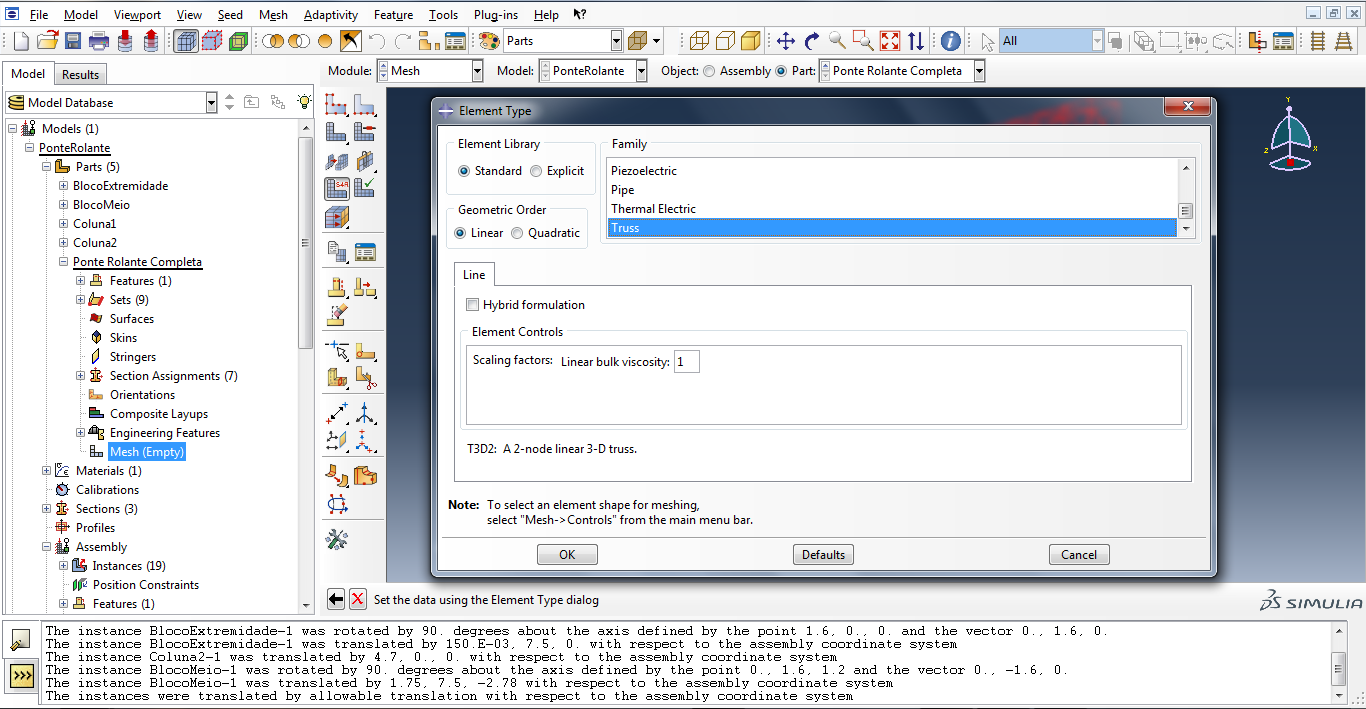 File Model Viewport View Seed Mesh Adaptivity Feature Tools Plug-ins Help
Parts All
Model Results
Module: Mesh Model: PonteRolante Object: Assembly Part: Ponte Rolante Completa
Model Database
Models (1)
PonteRolante
Parts (5)
BlocoExtremidade
BlocoMeio
Coluna1
Coluna2
Ponte Rolante Completa
Features (1)
Sets (9)
Surfaces
Skins
Stringers
Section Assignments (7)
Orientations
Composite Layups
Engineering Features
Mesh (Empty)
Materials (1)
Calibrations
Sections (3)
Profiles
Assembly
Instances (19)
Position Constraints
Features (1)
S4R
Element Type
Element Library
Standard Explicit
Geometric Order
Linear Quadratic
Family
Piezoelectric
Pipe
Thermal Electric
Truss
Line
Hybrid formulation
Element Controls
Scaling factors: Linear bulk viscosity: 1
T3D2: A 2-node linear 3-D truss.
Note: To select an element shape for meshing,
select "Mesh->Controls" from the main menu bar.
OK Defaults Cancel
Y
Z X
Set the data using the Element Type dialog
SIMULIA
>>>
The instance BlocoExtremidade-1 was rotated by 90. degrees about the axis defined by the point 1.6, 0., 0. and the vector 0., 1.6, 0.
The instance BlocoExtremidade-1 was translated by 150.E-03, 7.5, 0. with respect to the assembly coordinate system
The instance Coluna2-1 was translated by 4.7, 0., 0. with respect to the assembly coordinate system
The instance BlocoMeio-1 was rotated by 90. degrees about the axis defined by the point 0., 1.6, 1.2 and the vector 0., -1.6, 0.
The instance BlocoMeio-1 was translated by 1.75, 7.5, -2.78 with respect to the assembly coordinate system
The instances were translated by allowable translation with respect to the assembly coordinate system